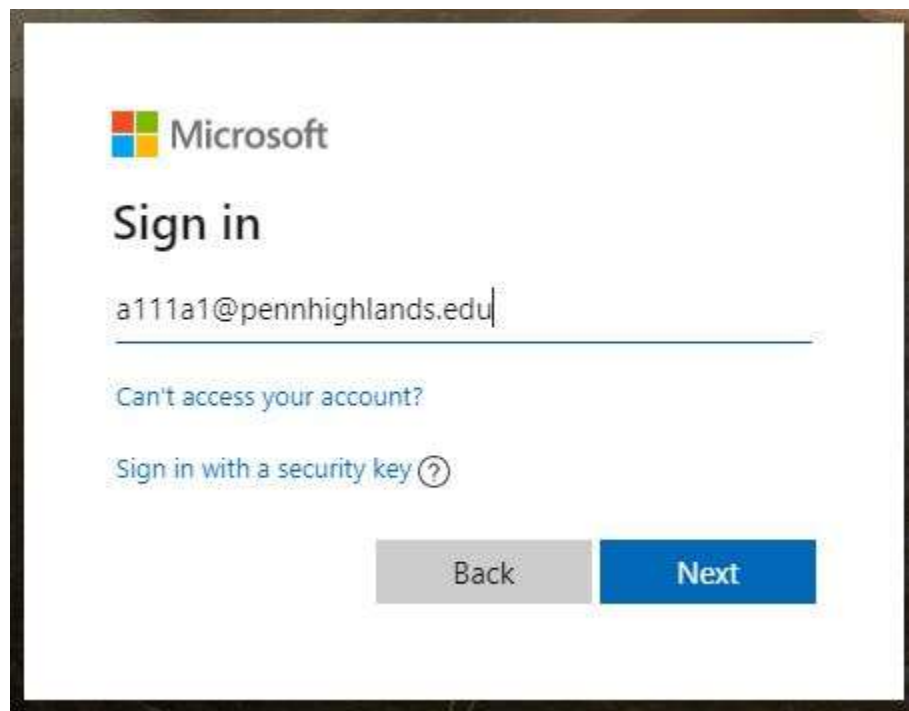 Microsoft
Sign in
a111a1@pennhighlands.edu
Can't access your account?
Sign in with a security key ?
Back Next